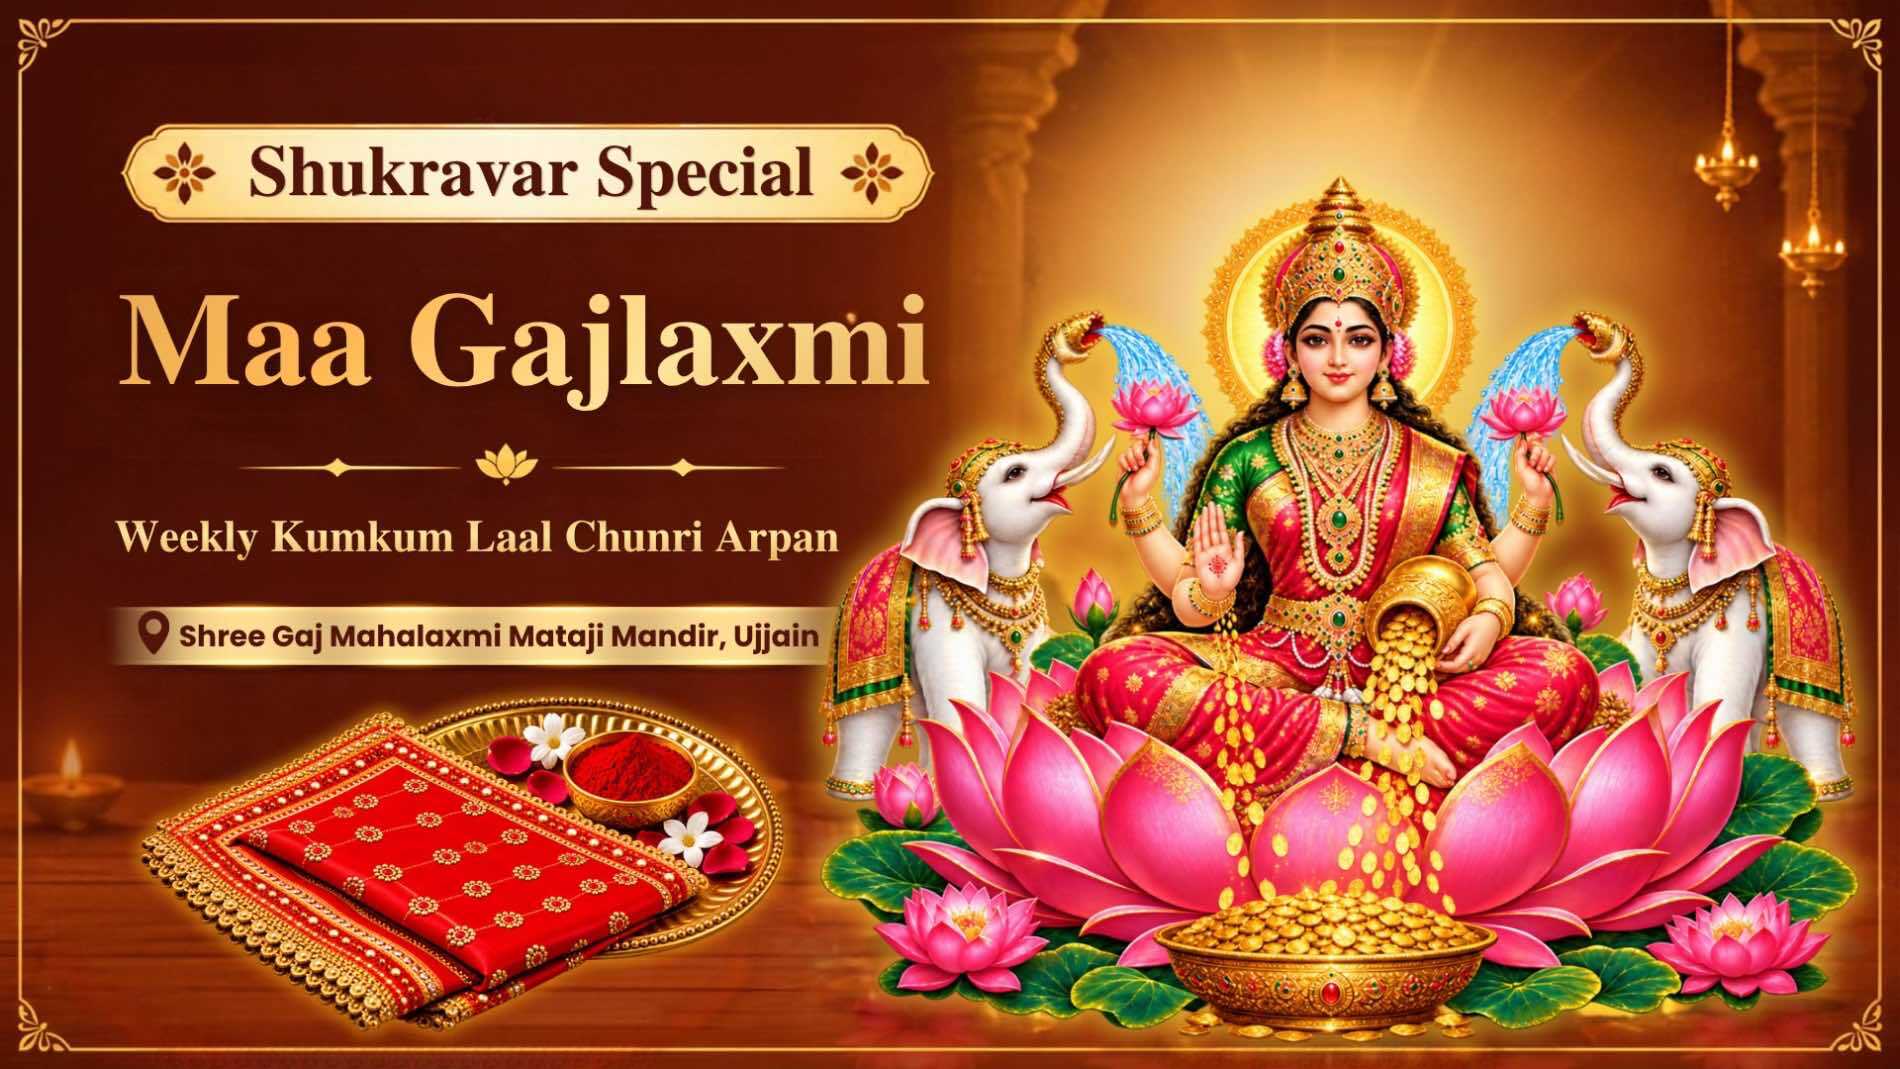 Shukravar Special
Maa Gajlaxmi
Weekly Kumkum Laal Chunri Arpan
Shree Gaj Mahalaxmi Mataji Mandir, Ujjain